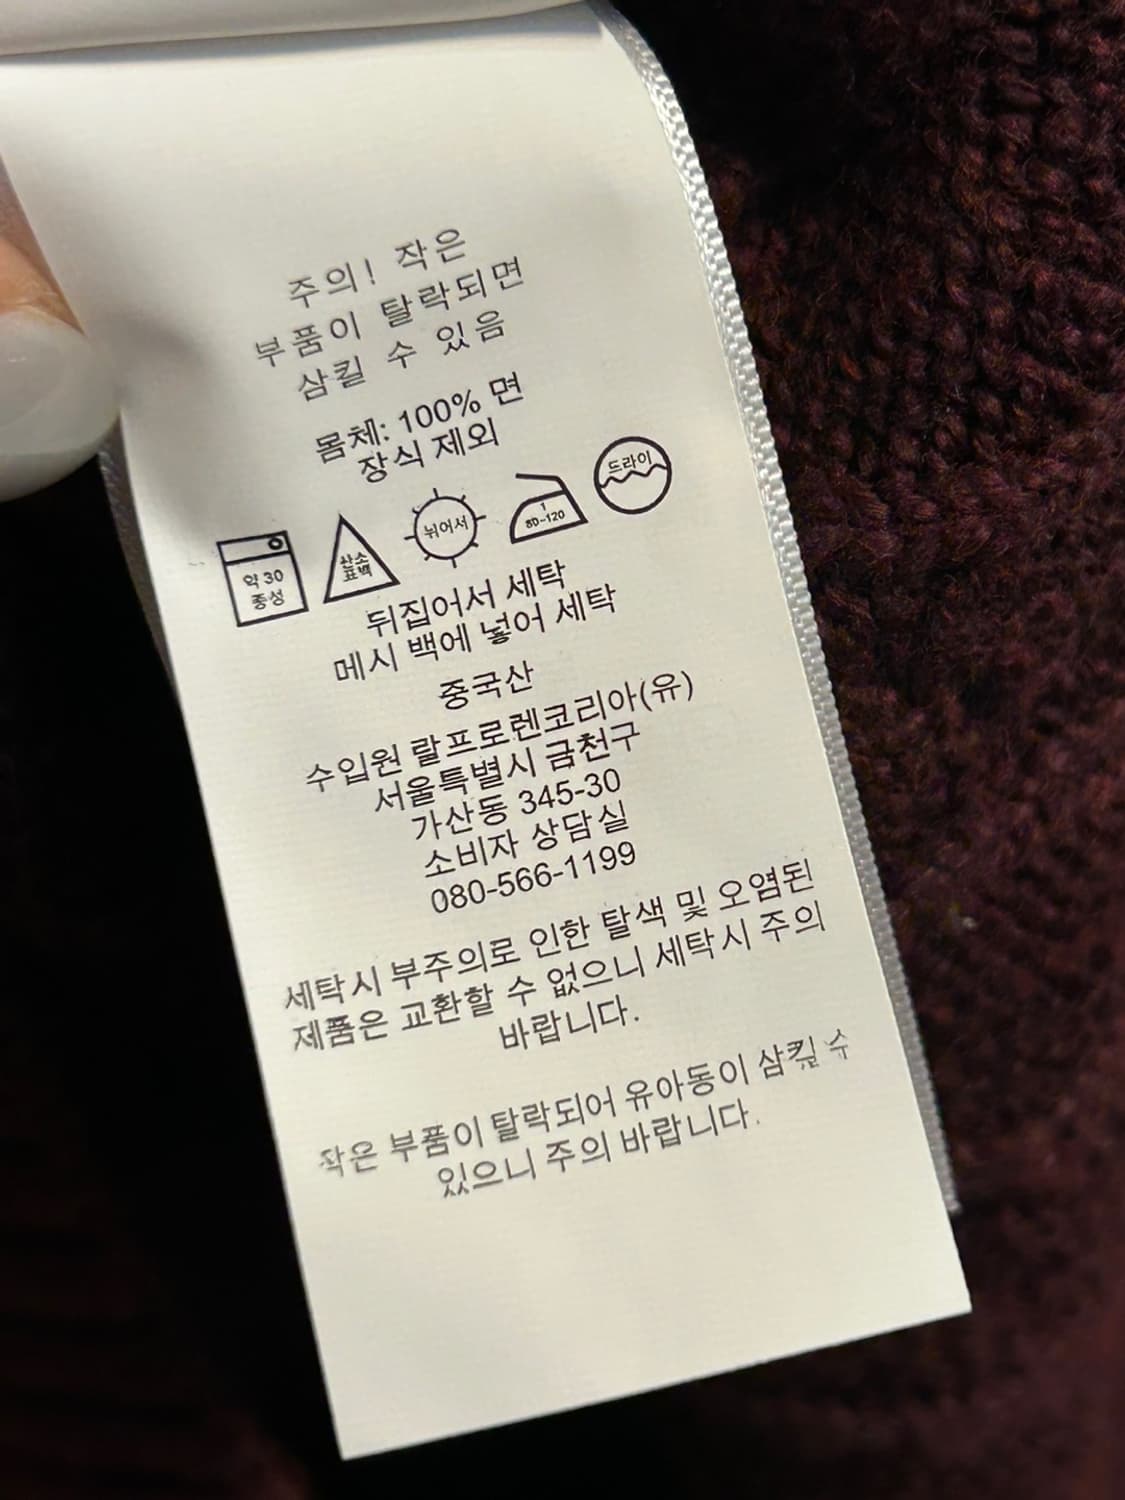 주의! 작은
부품이 탈락되면
삼킬 수 있음
몸체: 100% 면
장식 제외
약 30
중성
산소
표백
뉘어서
1
80-120
드라이
뒤집어서 세탁
메시 백에 넣어 세탁
중국산
수입원 랄프로렌코리아(유)
서울특별시 금천구
가산동 345-30
소비자 상담실
080-566-1199
세탁시 부주의로 인한 탈색 및 오염된
제품은 교환할 수 없으니 세탁시 주의
바랍니다.
작은 부품이 탈락되어 유아동이 삼킬 수
있으니 주의 바랍니다.